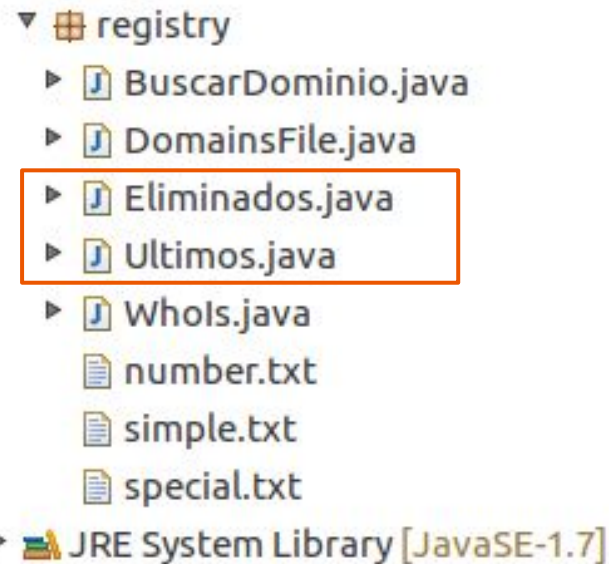 registry
BuscarDominio.java
DomainsFile.java
Eliminados.java
Ultimos.java
WhoIs.java
number.txt
simple.txt
special.txt
JRE System Library [JavaSE-1.7]